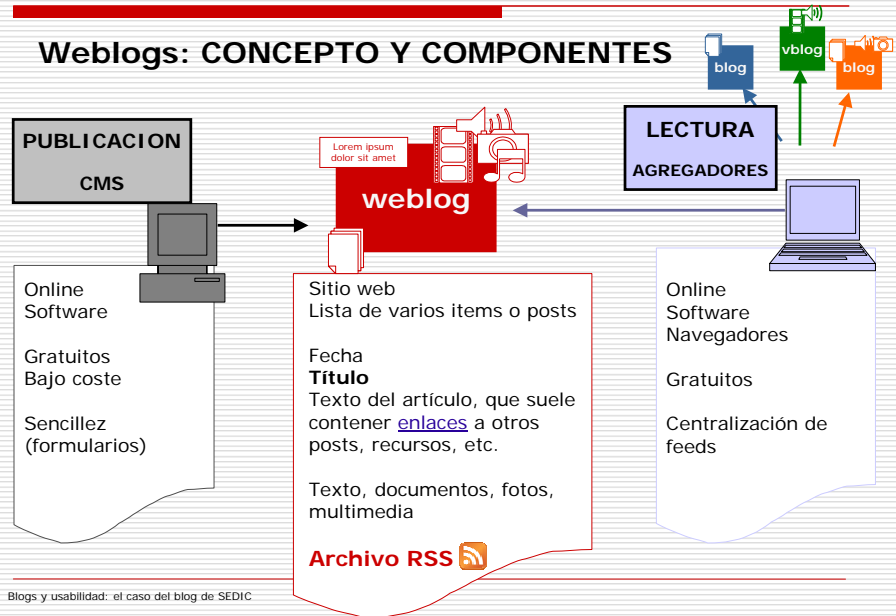 Weblogs: CONCEPTO Y COMPONENTES
blog
vblog
blog
PUBLICACION
CMS
Lorem ipsum
dolor sit amet
weblog
LECTURA
AGREGADORES
Online
Software
Gratuitos
Bajo coste
Sencillez
(formularios)
Sitio web
Lista de varios items o posts
Fecha
Título
Texto del artículo, que suele
contener enlaces a otros
posts, recursos, etc.
Texto, documentos, fotos,
multimedia
Archivo RSS
Online
Software
Navegadores
Gratuitos
Centralización de
feeds
Blogs y usabilidad: el caso del blog de SEDIC